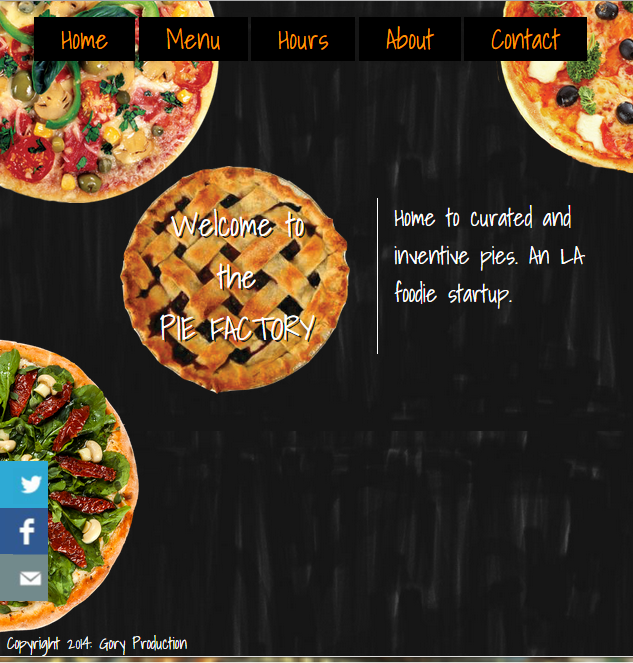 Home Menu Hours About Contact
Welcome to
the
PIE FACTORY
Home to curated and
inventive pies. An LA
foodie startup.
Copyright 2014: Gory Production